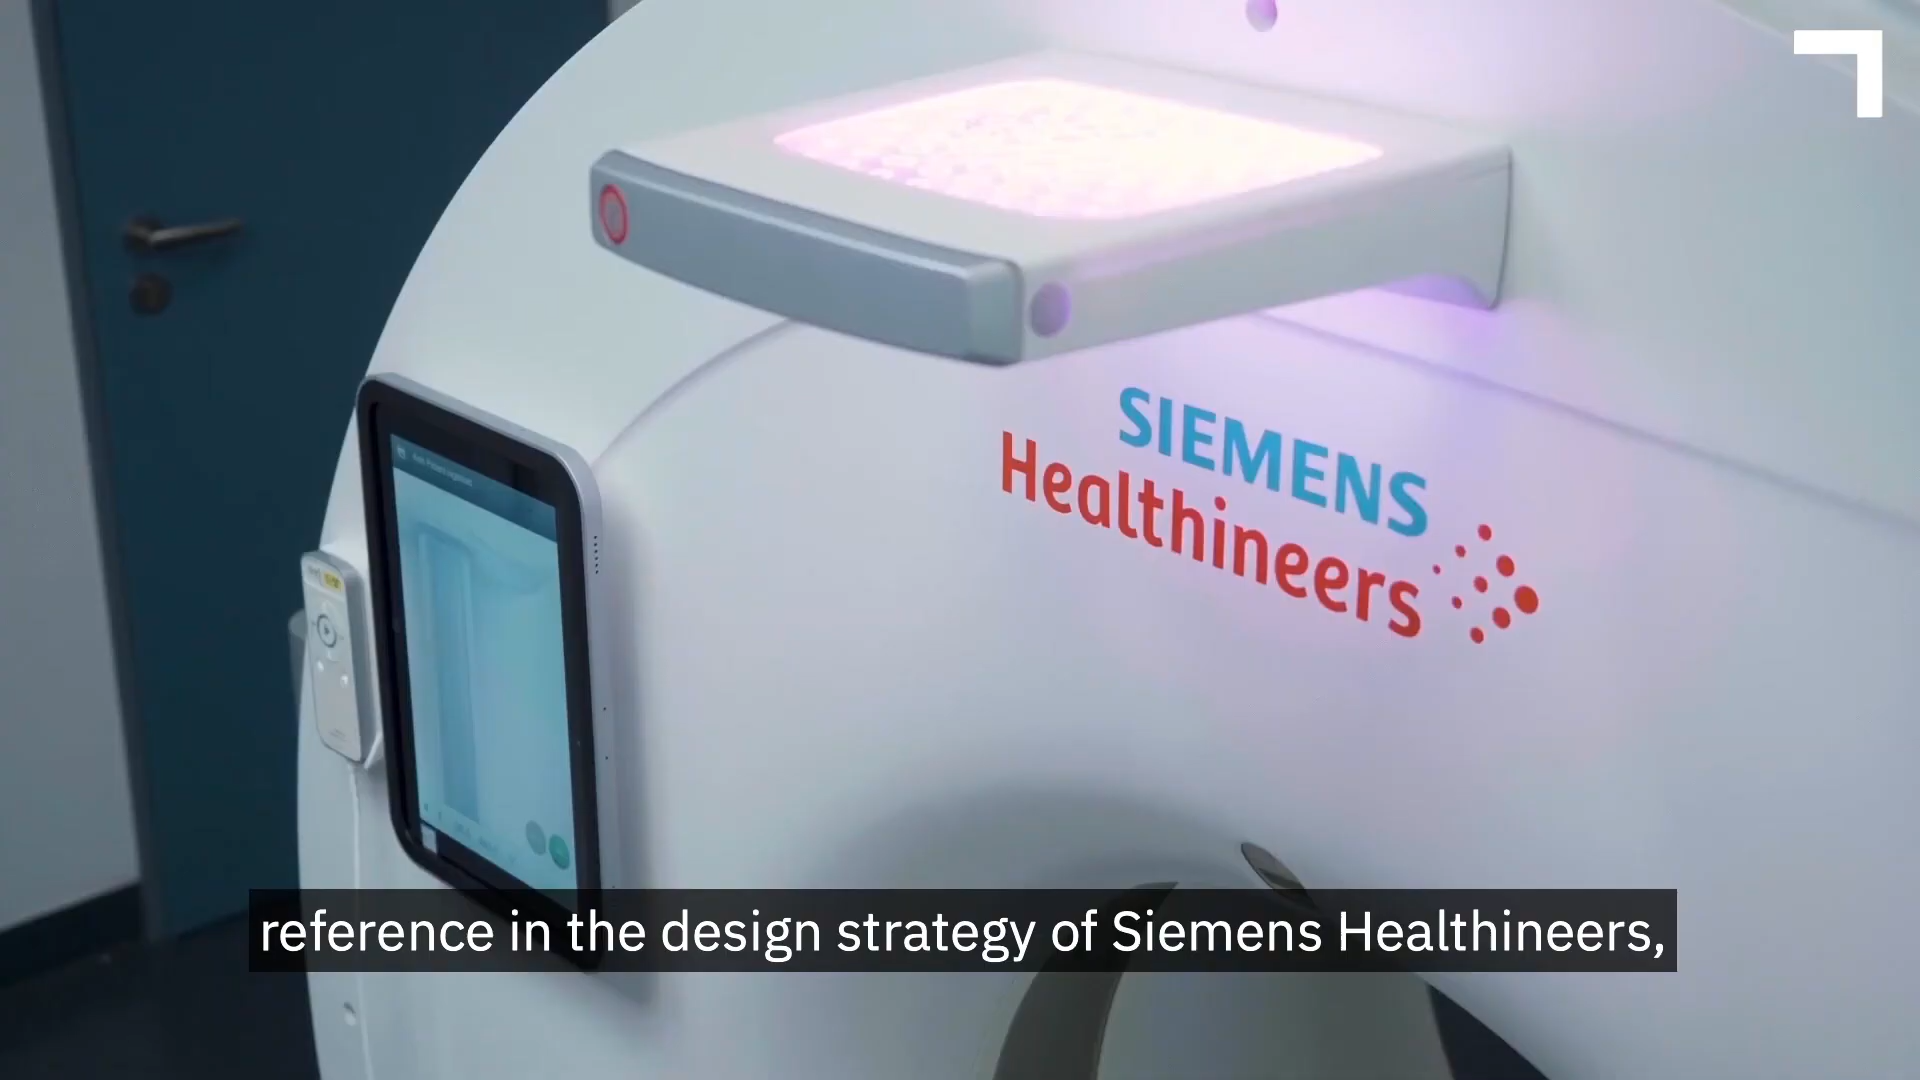 SIEMENS
Healthineers
reference in the design strategy of Siemens Healthineers,